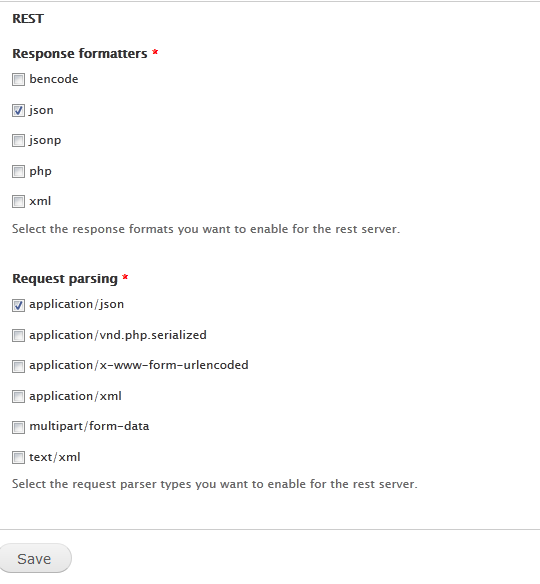 REST
Response formatters *
bencode
json
jsonp
php
xml
Select the response formats you want to enable for the rest server.
Request parsing *
application/json
application/vnd.php.serialized
application/x-www-form-urlencoded
application/xml
multipart/form-data
text/xml
Select the request parser types you want to enable for the rest server.
Save